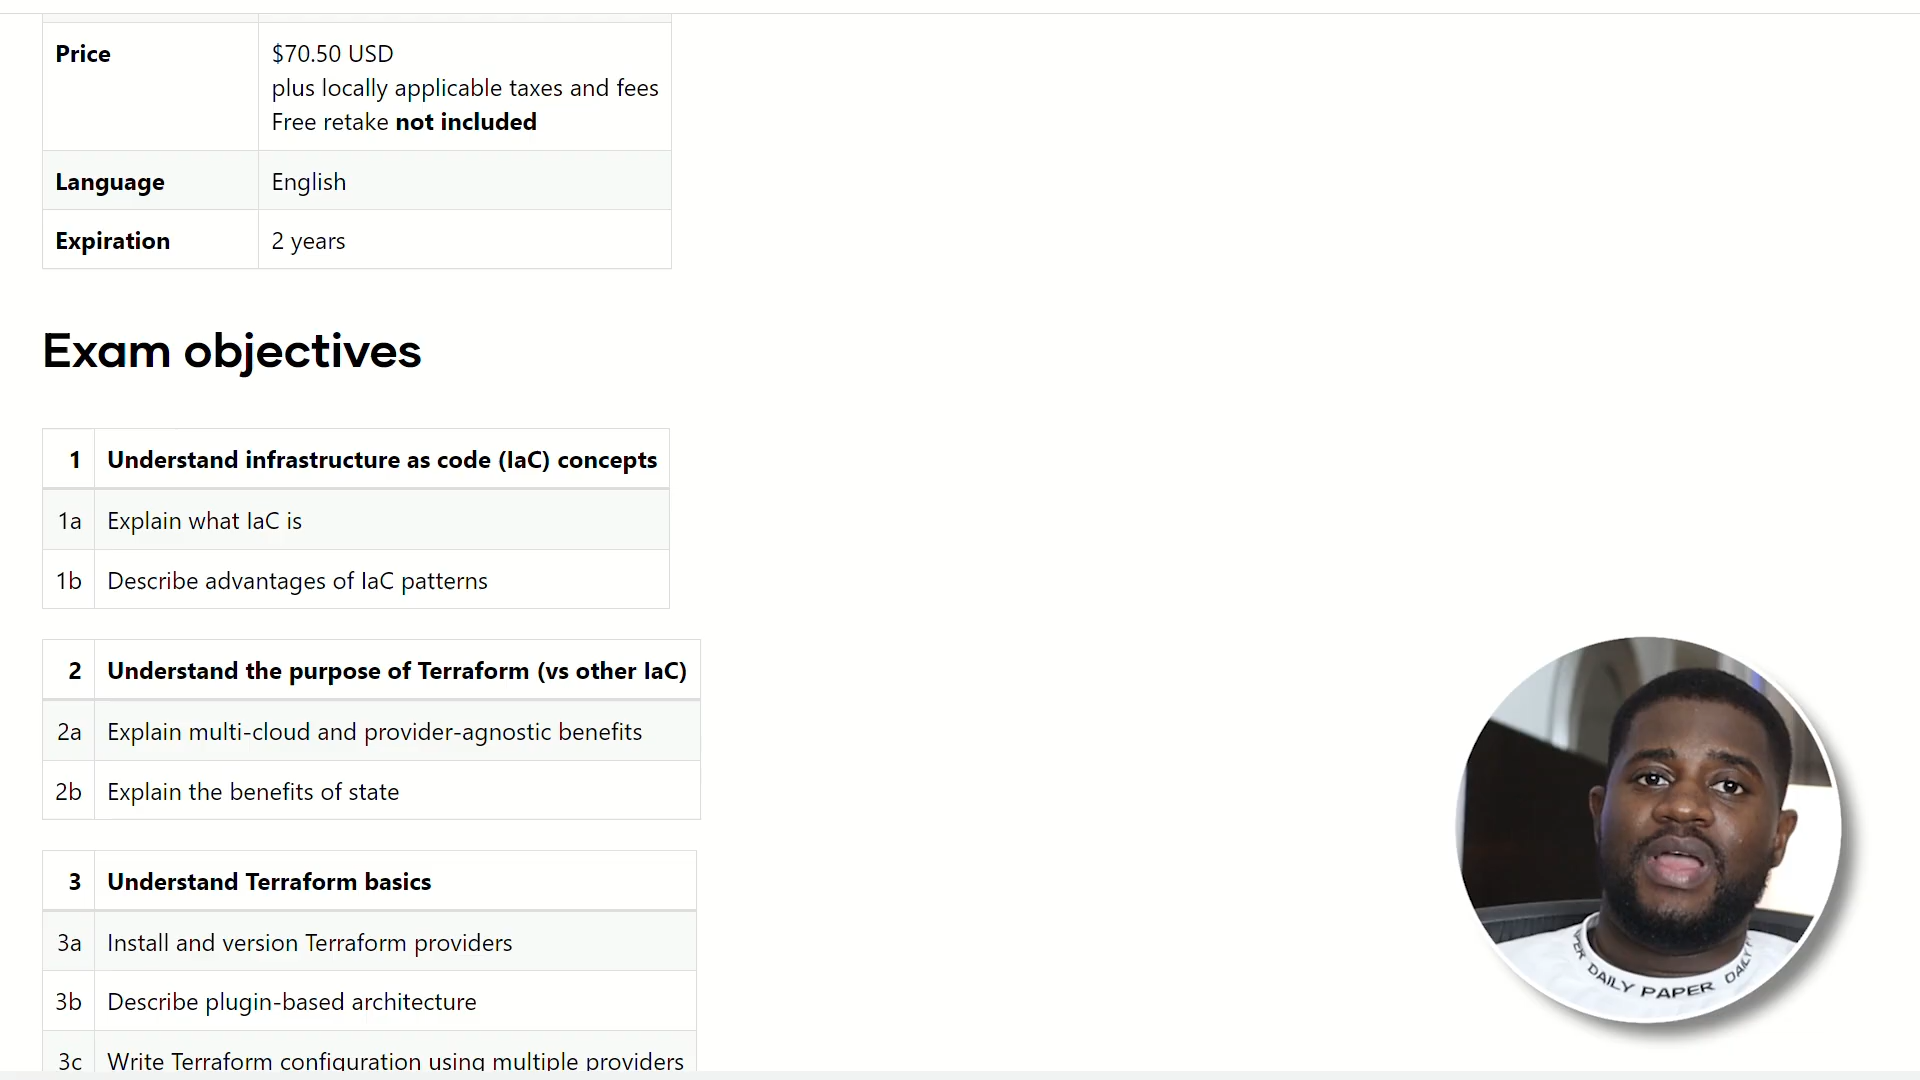 Price
$70.50 USD
plus locally applicable taxes and fees
Free retake not included
Language
English
Expiration
2 years
Exam objectives
1 Understand infrastructure as code (IaC) concepts
1a Explain what IaC is
1b Describe advantages of IaC patterns
2 Understand the purpose of Terraform (vs other IaC)
2a Explain multi-cloud and provider-agnostic benefits
2b Explain the benefits of state
3 Understand Terraform basics
3a Install and version Terraform providers
3b Describe plugin-based architecture
3c Write Terraform configuration using multiple providers
DAILY PAPER DAILY